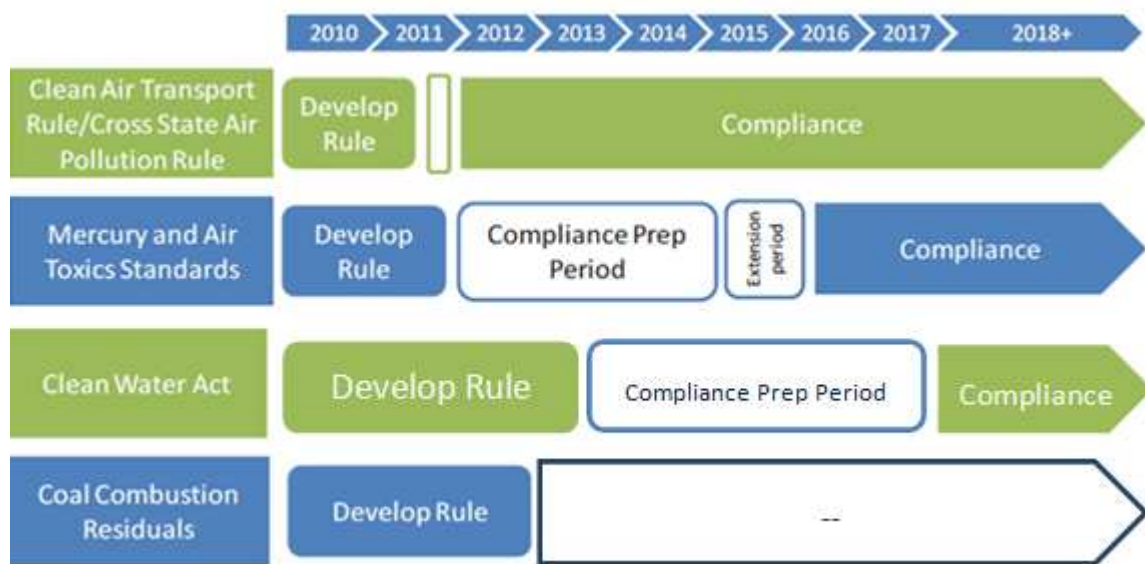 2010 2011 2012 2013 2014 2015 2016 2017 2018+
Clean Air Transport
Rule/Cross State Air
Pollution Rule
Develop
Rule
Compliance
Mercury and Air
Toxics Standards
Develop
Rule
Compliance Prep
Period
Extension
period
Compliance
Clean Water Act
Develop Rule
Compliance Prep Period
Compliance
Coal Combustion
Residuals
Develop Rule
--